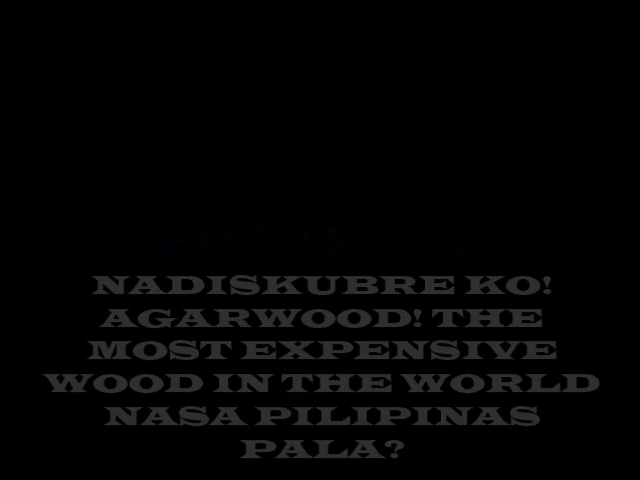 NADISKUBRE KO!
AGARWOOD! THE
MOST EXPENSIVE
WOOD IN THE WORLD
NASA PILIPINAS
PALA?